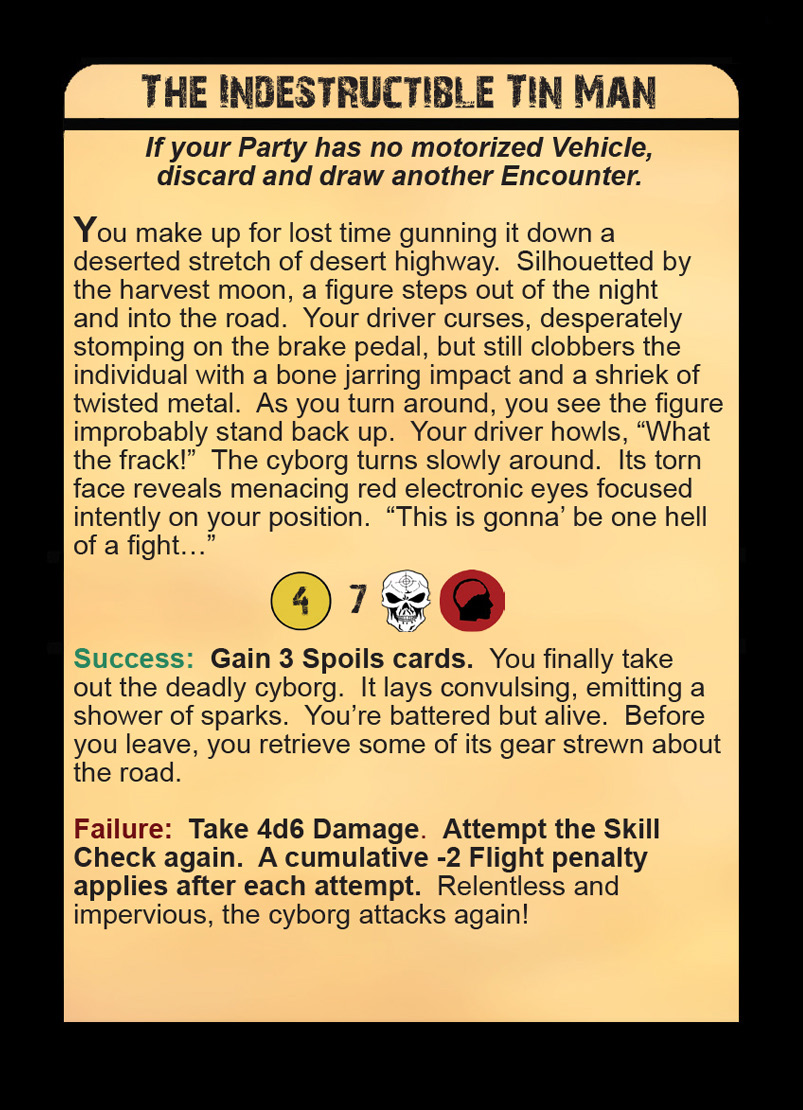 The Indestructible Tin Man
If your Party has no motorized Vehicle,
discard and draw another Encounter.
You make up for lost time gunning it down a
deserted stretch of desert highway.  Silhouetted by
the harvest moon, a figure steps out of the night
and into the road.  Your driver curses, desperately
stomping on the brake pedal, but still clobbers the
individual with a bone jarring impact and a shriek of
twisted metal.  As you turn around, you see the figure
improbably stand back up.  Your driver howls, “What
the frack!”  The cyborg turns slowly around.  Its torn
face reveals menacing red electronic eyes focused
intently on your position.  “This is gonna’ be one hell
of a fight…”
4 7
Success:  Gain 3 Spoils cards.  You finally take
out the deadly cyborg.  It lays convulsing, emitting a
shower of sparks.  You’re battered but alive.  Before
you leave, you retrieve some of its gear strewn about
the road.
Failure:  Take 4d6 Damage.  Attempt the Skill
Check again.  A cumulative -2 Flight penalty
applies after each attempt.  Relentless and
impervious, the cyborg attacks again!